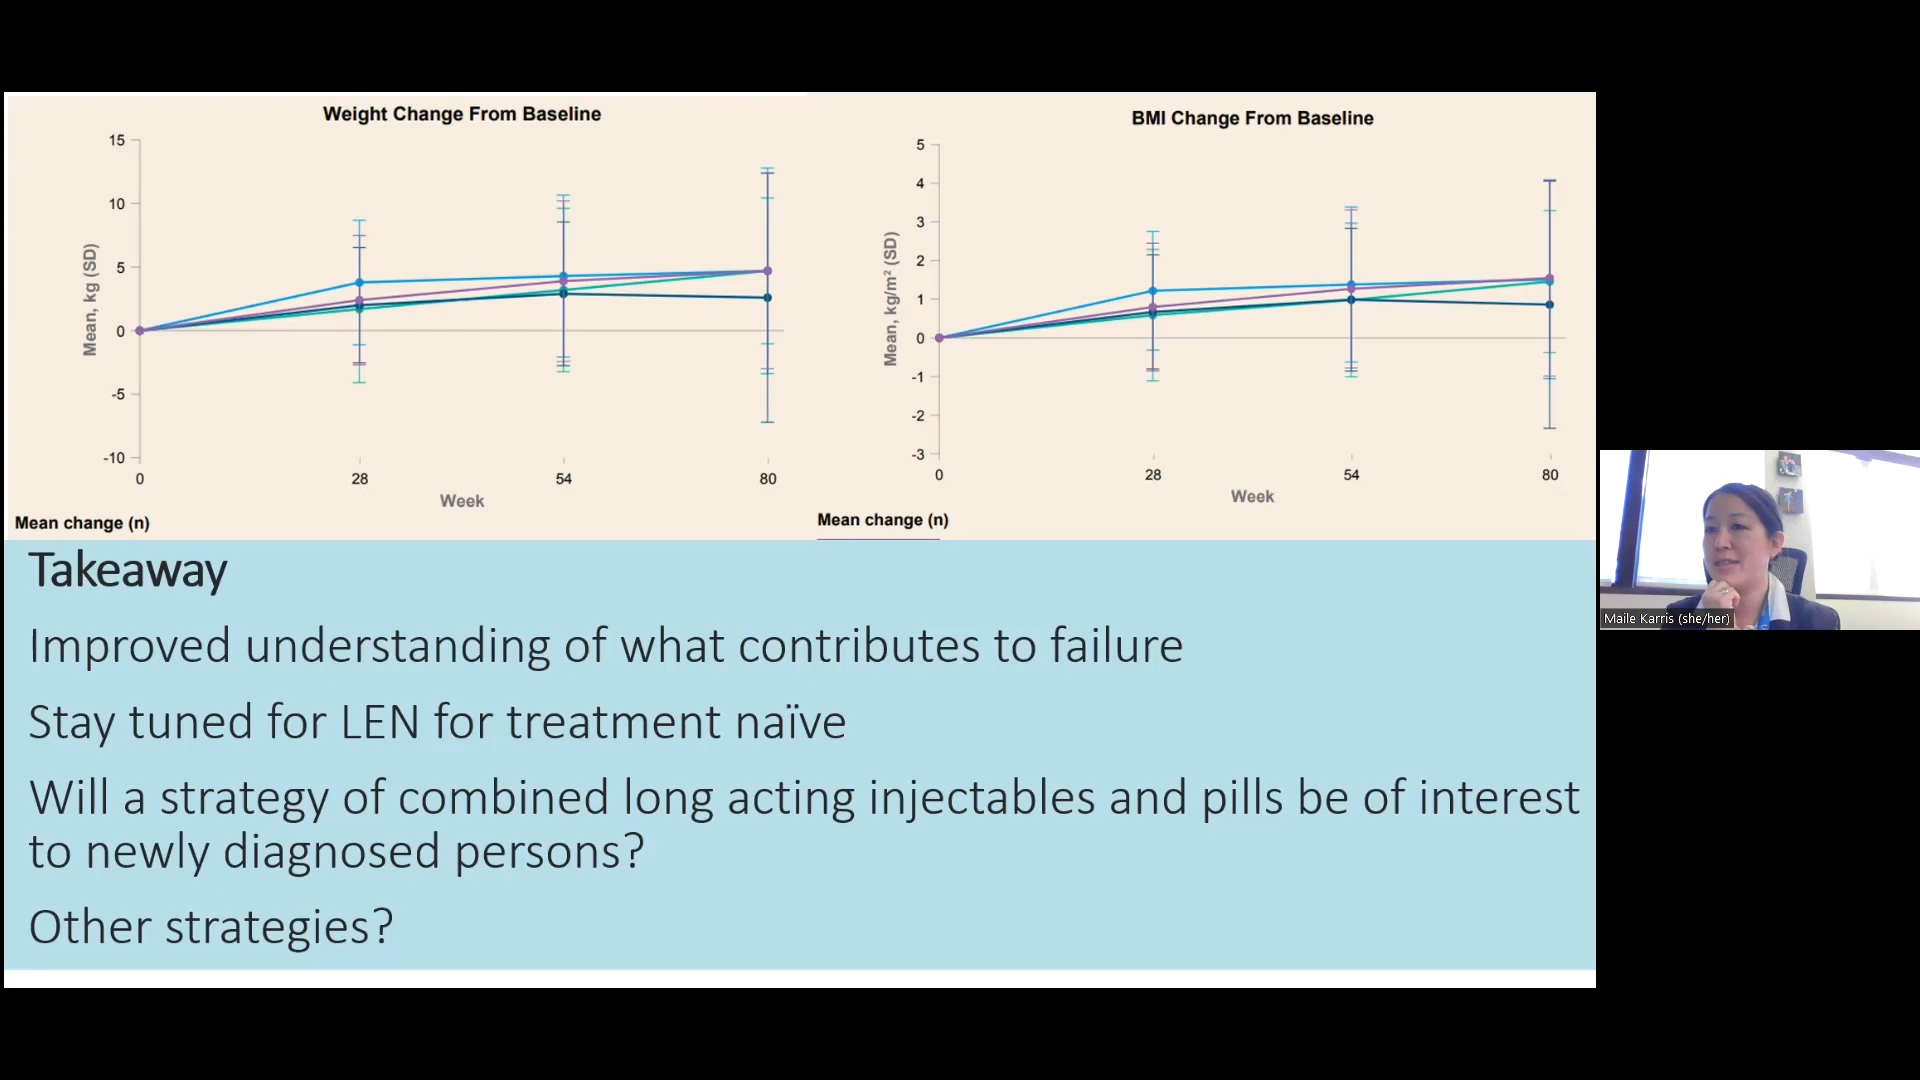 Weight Change From Baseline
15
10
5
0
-5
-10
Mean, kg (SD)
0 28 54 80
Week
Mean change (n)
BMI Change From Baseline
5
4
3
2
1
0
-1
-2
-3
Mean, kg/m² (SD)
0 28 54 80
Week
Mean change (n)
Takeaway
Improved understanding of what contributes to failure
Stay tuned for LEN for treatment naïve
Will a strategy of combined long acting injectables and pills be of interest
to newly diagnosed persons?
Other strategies?
Maile Karris (she/her)